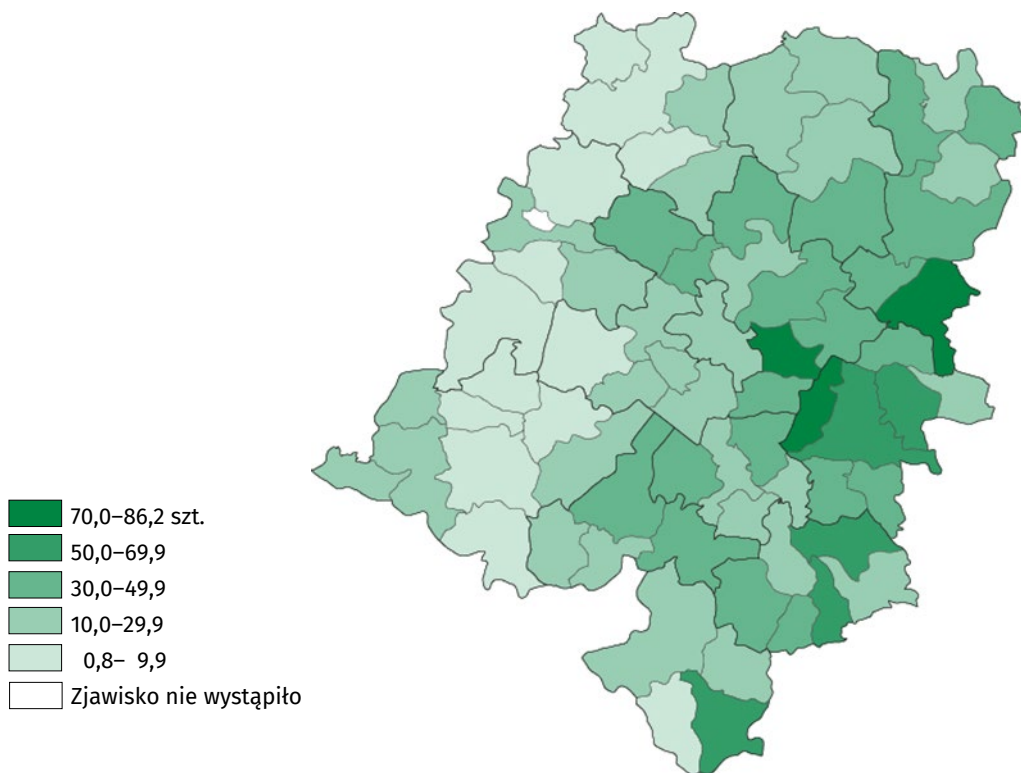 70,0–86,2 szt.
50,0–69,9
30,0–49,9
10,0–29,9
0,8– 9,9
Zjawisko nie wystąpiło